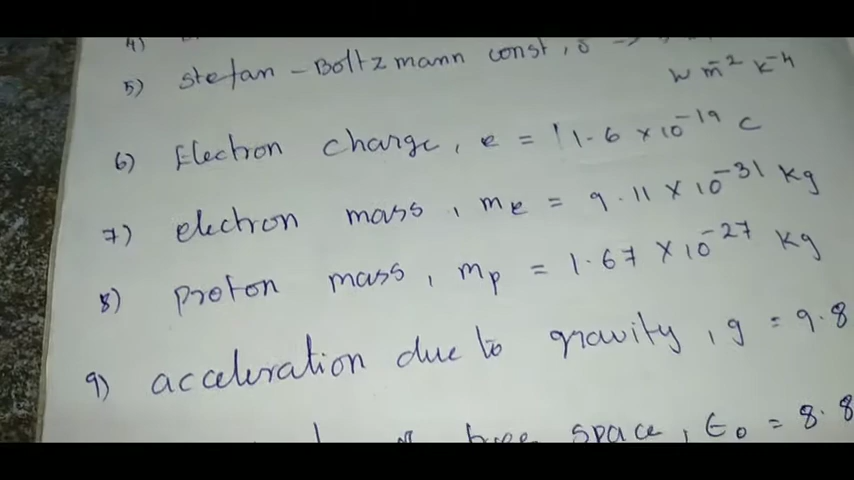 4)
5) Stefan - Boltzmann const, σ →
W m⁻² K⁻⁴
6) Electron charge, e = 1.6 × 10⁻¹⁹ C
7) electron mass, mₑ = 9.11 × 10⁻³¹ kg
8) Proton mass, mₚ = 1.67 × 10⁻²⁷ kg
9) acceleration due to gravity, g = 9.8
space, ε₀ = 8.8